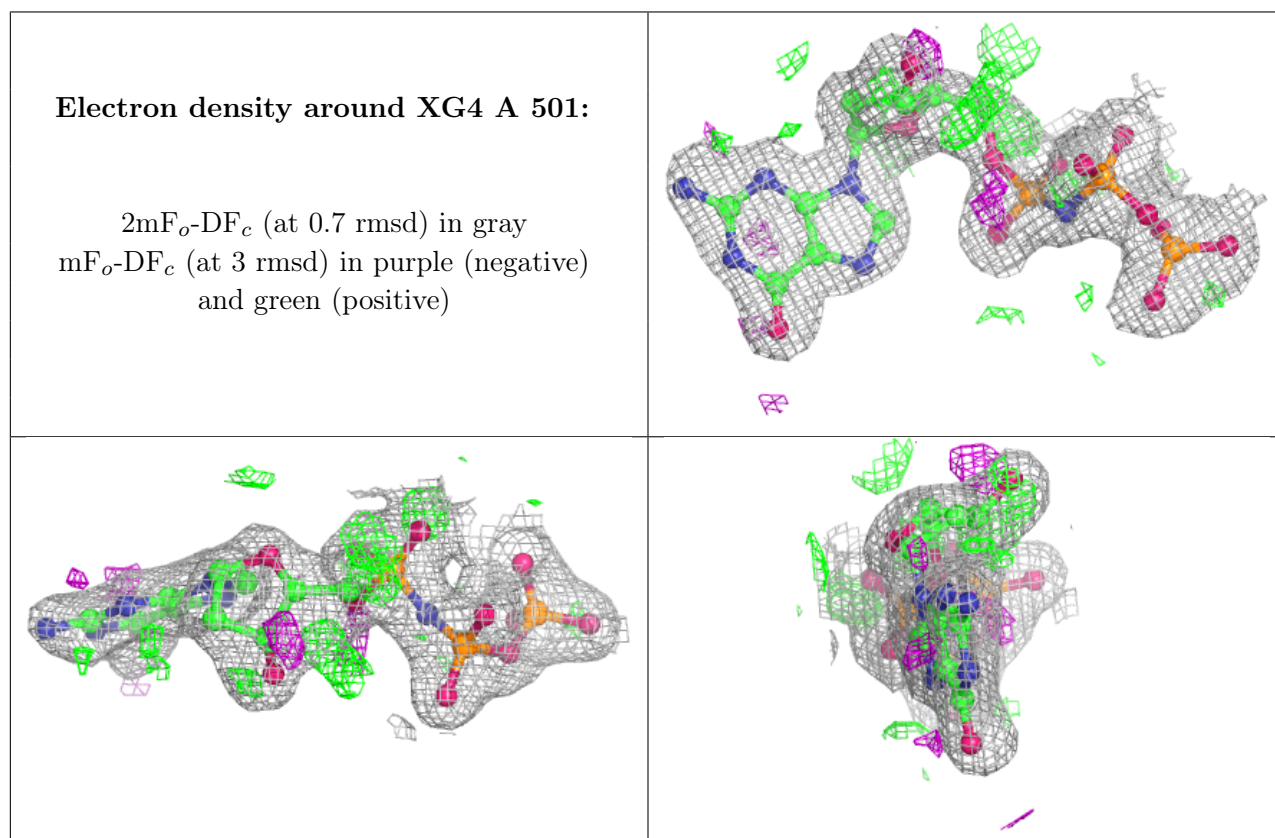 Electron density around XG4 A 501:
2mFo-DFc (at 0.7 rmsd) in gray
mFo-DFc (at 3 rmsd) in purple (negative)
and green (positive)